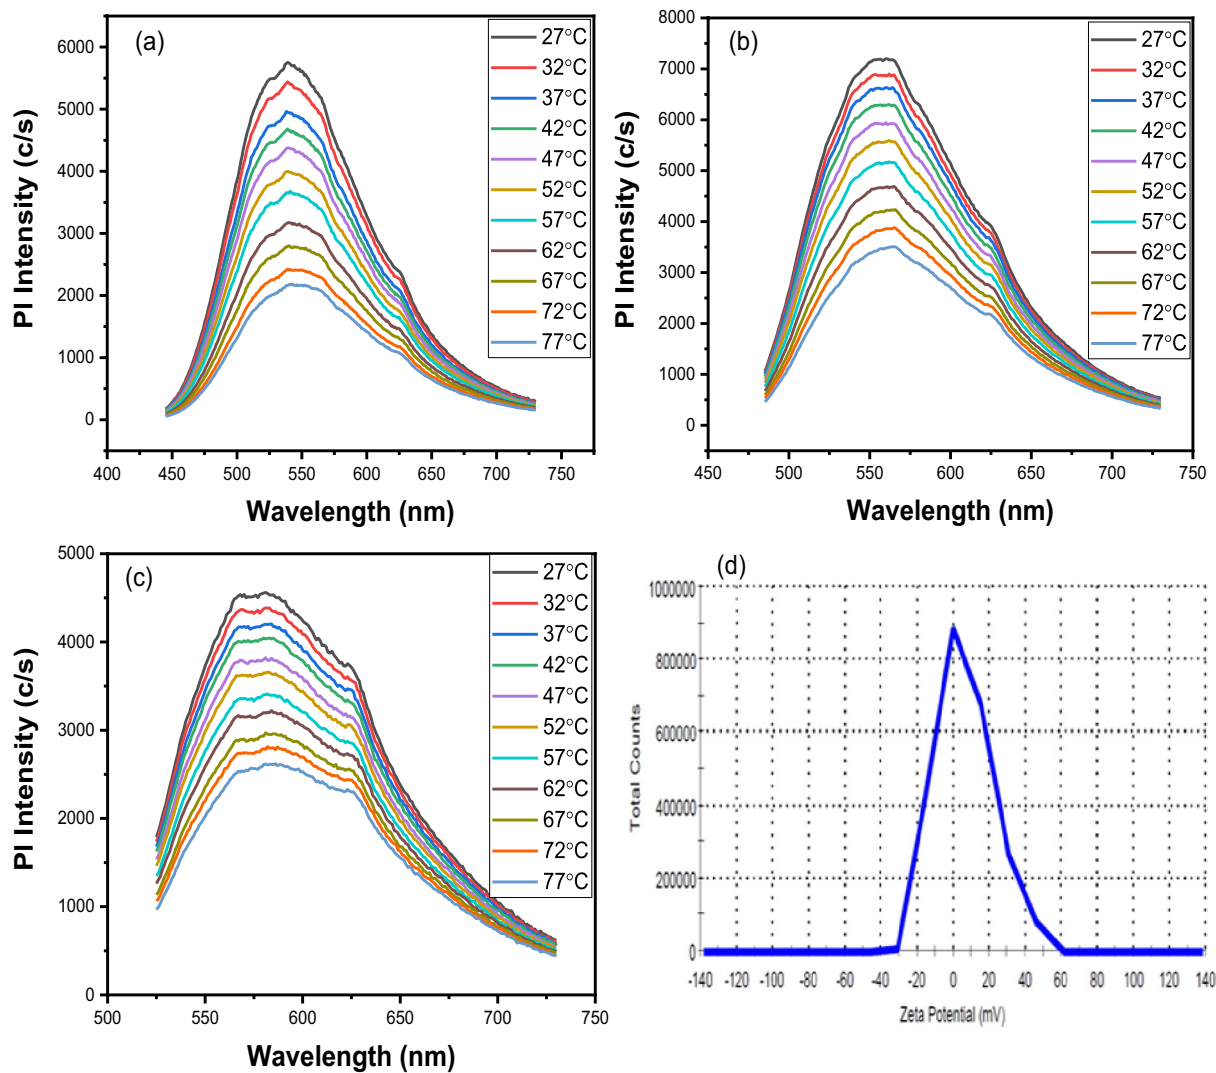 (a)
27°C
32°C
37°C
42°C
47°C
52°C
57°C
62°C
67°C
72°C
77°C
6000
5000
4000
3000
2000
1000
0
PI Intensity (c/s)
400 450 500 550 600 650 700 750
Wavelength (nm)
(b)
27°C
32°C
37°C
42°C
47°C
52°C
57°C
62°C
67°C
72°C
77°C
8000
7000
6000
5000
4000
3000
2000
1000
0
PI Intensity (c/s)
450 500 550 600 650 700 750
Wavelength (nm)
(c)
27°C
32°C
37°C
42°C
47°C
52°C
57°C
62°C
67°C
72°C
77°C
5000
4000
3000
2000
1000
0
PI Intensity (c/s)
500 550 600 650 700 750
Wavelength (nm)
(d)
1000000
800000
600000
400000
200000
0
Total Counts
-140 -120 -100 -80 -60 -40 -20 0 20 40 60 80 100 120 140
Zeta Potential (mV)